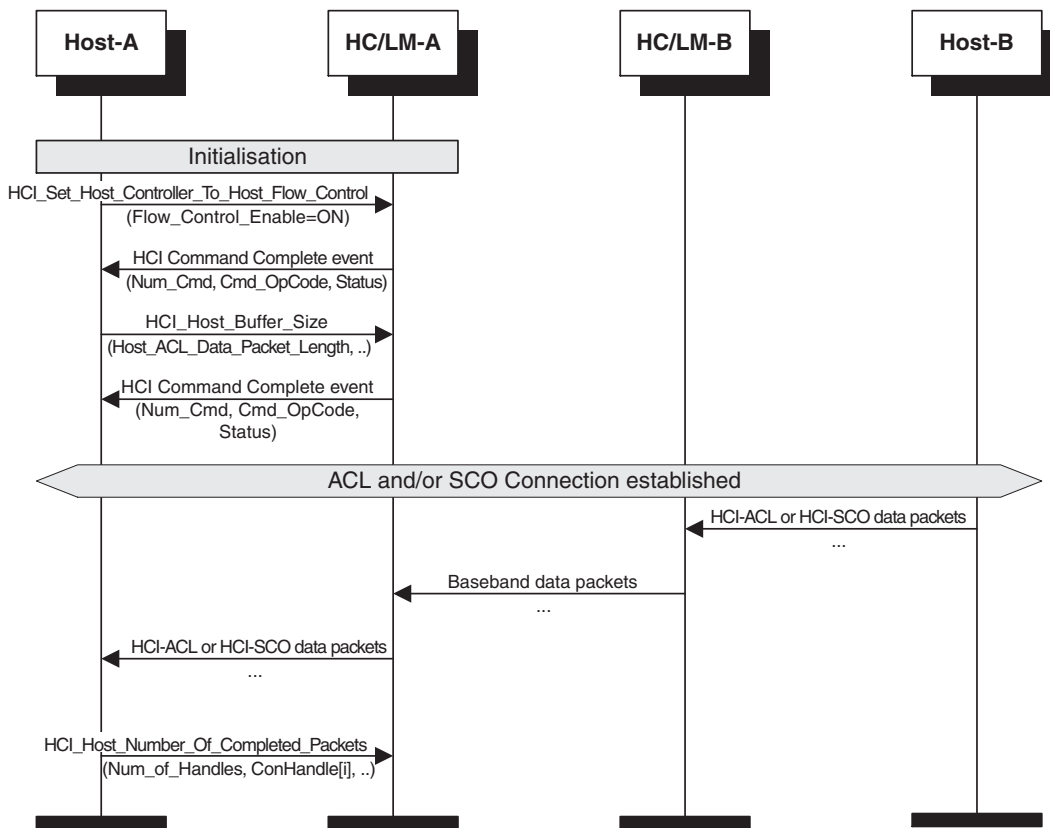 Host-A
HC/LM-A
HC/LM-B
Host-B
Initialisation
HCI_Set_Host_Controller_To_Host_Flow_Control
(Flow_Control_Enable=ON)
HCI Command Complete event
(Num_Cmd, Cmd_OpCode, Status)
HCI_Host_Buffer_Size
(Host_ACL_Data_Packet_Length, ..)
HCI Command Complete event
(Num_Cmd, Cmd_OpCode,
Status)
ACL and/or SCO Connection established
HCI-ACL or HCI-SCO data packets
...
Baseband data packets
...
HCI-ACL or HCI-SCO data packets
...
HCI_Host_Number_Of_Completed_Packets
(Num_of_Handles, ConHandle[i], ..)